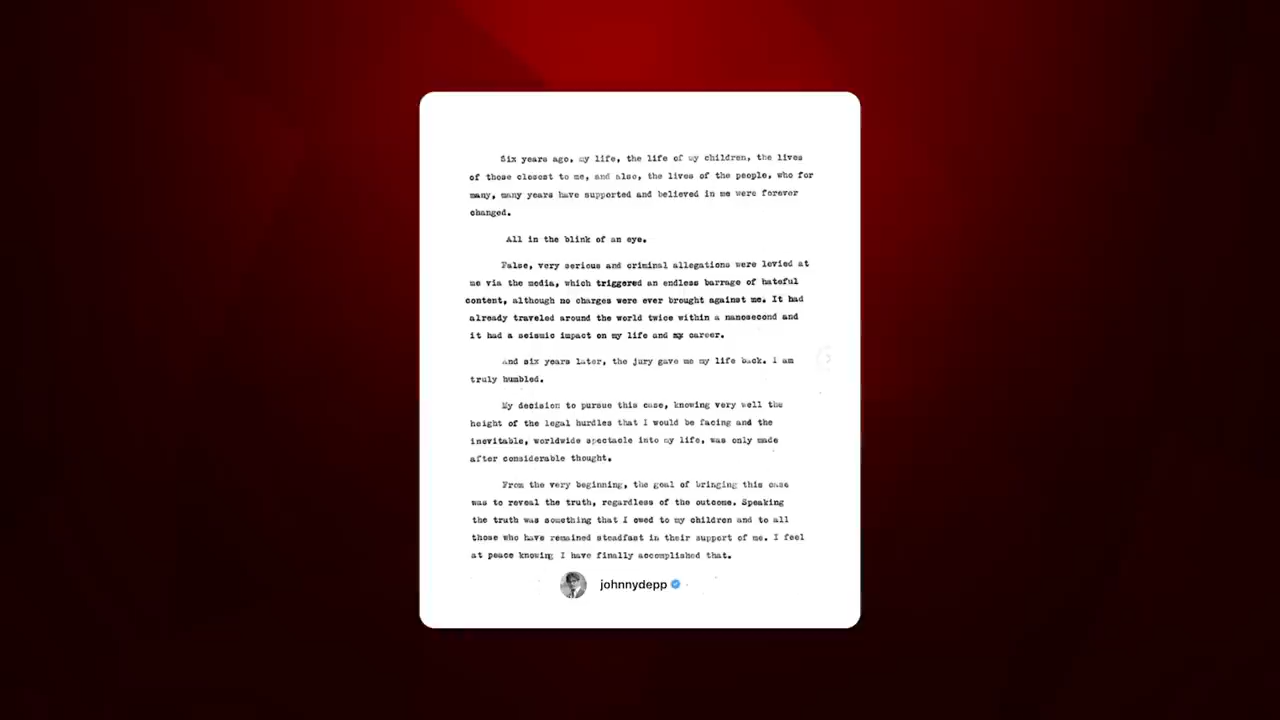 Six years ago, my life, the life of my children, the lives
of those closest to me, and also, the lives of the people, who for
many, many years have supported and believed in me were forever
changed.
All in the blink of an eye.
False, very serious and criminal allegations were levied at
me via the media, which triggered an endless barrage of hateful
content, although no charges were ever brought against me. It had
already traveled around the world twice within a nanosecond and
it had a seismic impact on my life and my career.
And six years later, the jury gave me my life back. I am
truly humbled.
My decision to pursue this case, knowing very well the
height of the legal hurdles that I would be facing and the
inevitable, worldwide spectacle into my life, was only made
after considerable thought.
From the very beginning, the goal of bringing this case
was to reveal the truth, regardless of the outcome. Speaking
the truth was something that I owed to my children and to all
those who have remained steadfast in their support of me. I feel
at peace knowing I have finally accomplished that.
johnnydepp